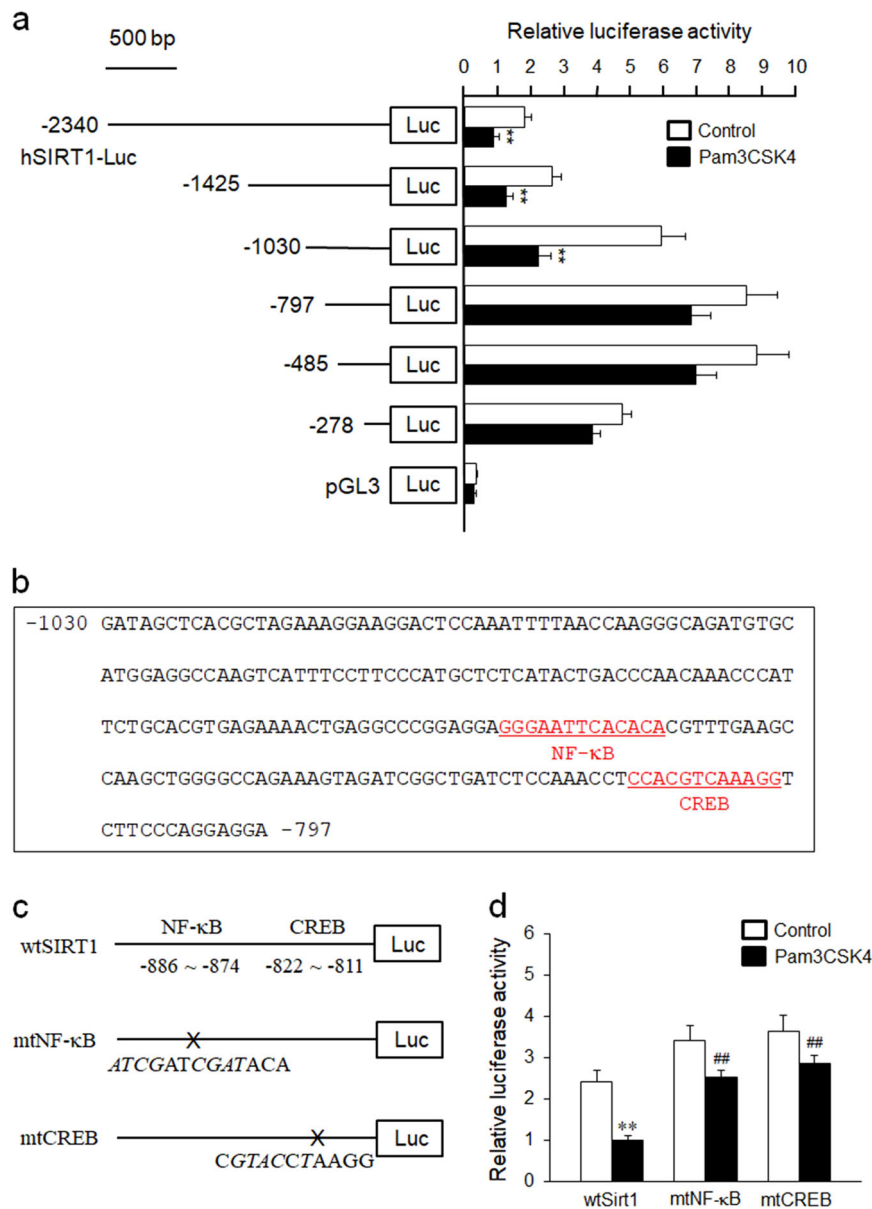 a
500 bp
Relative luciferase activity
0 1 2 3 4 5 6 7 8 9 10
-2340
hSIRT1-Luc
Luc
**
Control
Pam3CSK4
-1425
Luc
**
-1030
Luc
**
-797
Luc
-485
Luc
-278
Luc
pGL3
Luc
b
-1030 GATAGCTCACGCTAGAAAGGAAGGACTCCAAATTTTAACCAAGGGCAGATGTGC
ATGGAGGCCAAGTCATTTCCTTCCCATGCTCTCATACTGACCCAACAAACCCAT
TCTGCACGTGAGAAAACTGAGGCCCGGAGGAGGGAATTCACACACGTTTGAAGC
NF-κB
CAAGCTGGGGCCAGAAAGTAGATCGGCTGATCTCCAAACCTCCACGTCAAAGGT
CREB
CTTCCCAGGAGGA -797
c
NF-κB CREB
wtSIRT1
Luc
-886 ~ -874 -822 ~ -811
mtNF-κB
X
Luc
ATCGATCGATACA
mtCREB
X
Luc
CGTACCTAAGG
d
Relative luciferase activity
6
5
4
3
2
1
0
Control
Pam3CSK4
**
##
##
wtSirt1 mtNF-κB mtCREB